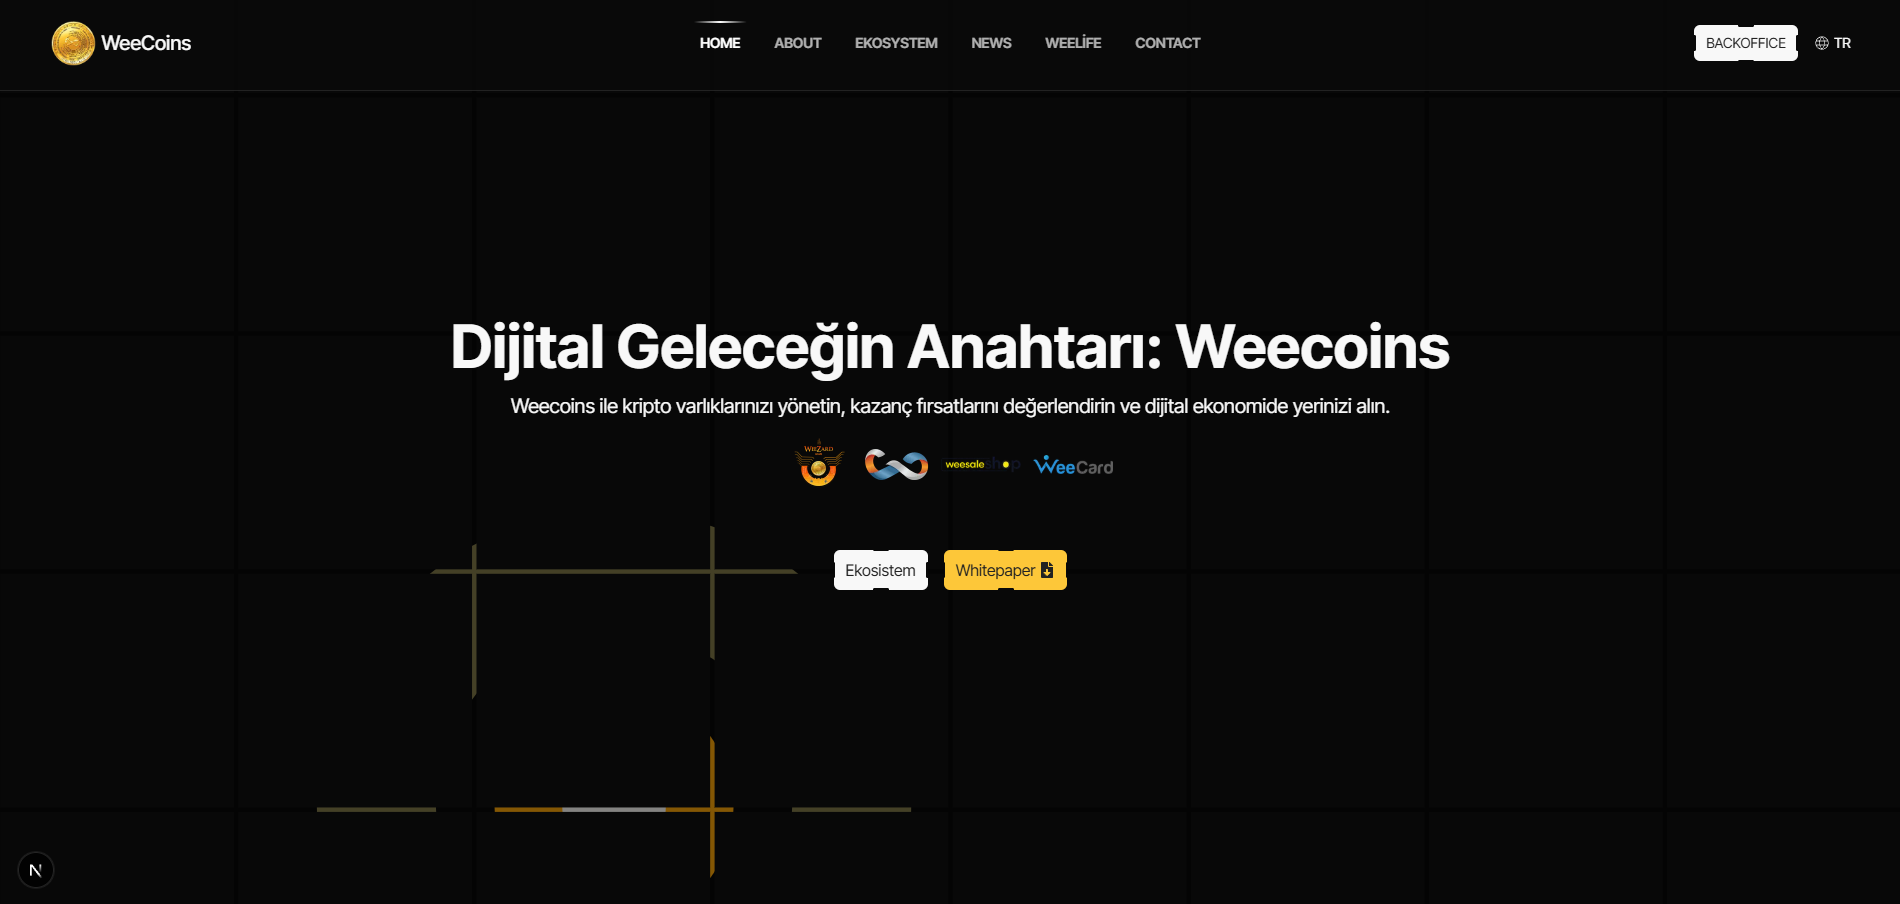 WeeCoins
HOME ABOUT EKOSYSTEM NEWS WEELİFE CONTACT
BACKOFFICE TR
Dijital Geleceğin Anahtarı: Weecoins
Weecoins ile kripto varlıklarınızı yönetin, kazanç fırsatlarını değerlendirin ve dijital ekonomide yerinizi alın.
weesale shop WeeCard
Ekosistem Whitepaper
N